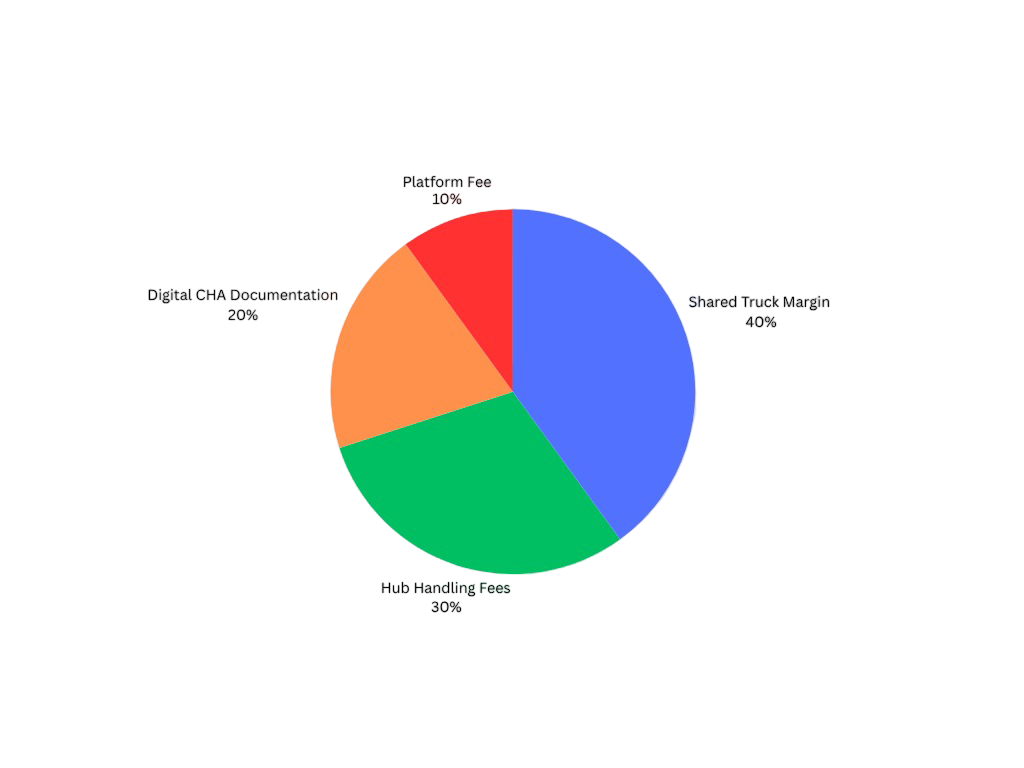 Platform Fee
10%
Digital CHA Documentation
20%
Shared Truck Margin
40%
Hub Handling Fees
30%